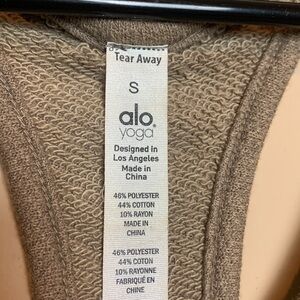 Tear Away
S
alo
yoga
Designed in
Los Angeles
Made in
China
46% POLYESTER
44% COTTON
10% RAYON
MADE IN
CHINA
46% POLYESTER
44% COTON
10% RAYONNE
FABRIQUÉ EN
CHINE